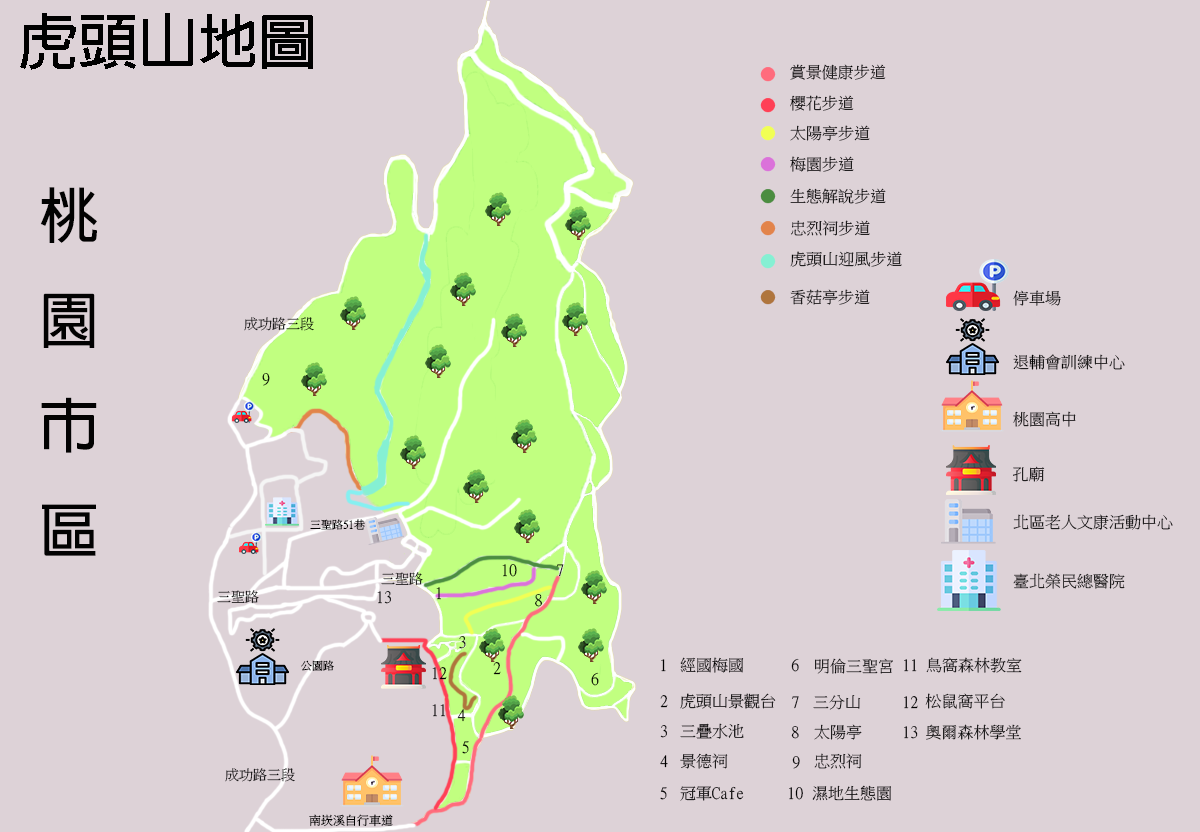 虎頭山地圖
桃園市區
賞景健康步道
櫻花步道
太陽亭步道
梅園步道
生態解說步道
忠烈祠步道
虎頭山迎風步道
香菇亭步道
P
停車場
退輔會訓練中心
桃園高中
孔廟
北區老人文康活動中心
臺北榮民總醫院
成功路三段
9
P
三聖路51巷
P
三聖路
三聖路
13
1
10
7
8
3
2
12
11
4
5
6
公園路
成功路三段
南崁溪自行車道
1 經國梅國
2 虎頭山景觀台
3 三疊水池
4 景德祠
5 冠軍Cafe
6 明倫三聖宮
7 三分山
8 太陽亭
9 忠烈祠
10 濕地生態園
11 鳥窩森林教室
12 松鼠窩平台
13 奧爾森林學堂